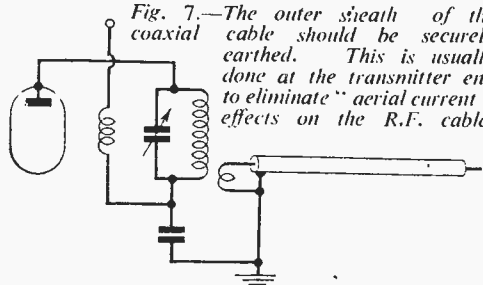 Fig. 7.—The outer sheath of th
coaxial cable should be securel
earthed. This is usuall
done at the transmitter en
to eliminate "aerial current
effects on the R.F. cable